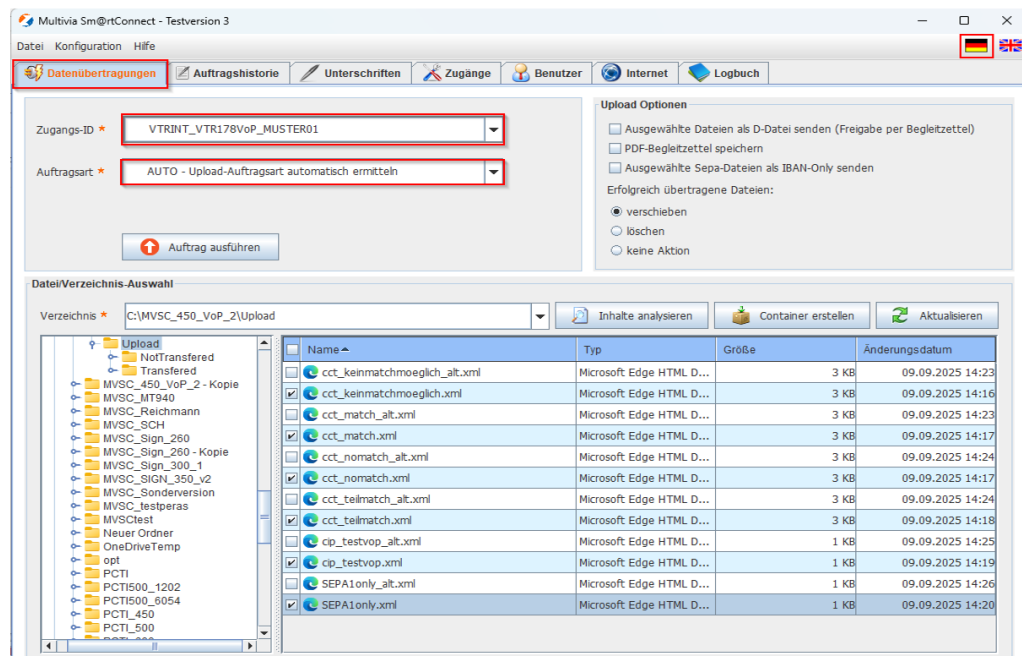 Multivia Sm@rtConnect - Testversion 3
Datei Konfiguration Hilfe
Datenübertragungen Auftragshistorie Unterschriften Zugänge Benutzer Internet Logbuch
Zugangs-ID * VTRINT_VTR178VoP_MUSTER01
Auftragsart * AUTO - Upload-Auftragsart automatisch ermitteln
Auftrag ausführen
Upload Optionen
Ausgewählte Dateien als D-Datei senden (Freigabe per Begleitzettel)
PDF-Begleitzettel speichern
Ausgewählte Sepa-Dateien als IBAN-Only senden
Erfolgreich übertragene Dateien:
verschieben
löschen
keine Aktion
Datei/Verzeichnis-Auswahl
Verzeichnis * C:\MVSC_450_VoP_2\Upload Inhalte analysieren Container erstellen Aktualisieren
Upload
NotTransfered
Transfered
MVSC_450_VoP_2 - Kopie
MVSC_MT940
MVSC_Reichmann
MVSC_SCH
MVSC_Sign_260
MVSC_Sign_260 - Kopie
MVSC_Sign_300_1
MVSC_SIGN_350_v2
MVSC_Sonderversion
MVSC_testperas
MVSCtest
Neuer Ordner
OneDriveTemp
opt
PCTI
PCTI500_1202
PCTI500_6054
PCTI_450
PCTI_500
Name Typ Größe Änderungsdatum
cct_keinmatchmoeglich_alt.xml Microsoft Edge HTML D... 3 KB 09.09.2025 14:23
cct_keinmatchmoeglich.xml Microsoft Edge HTML D... 3 KB 09.09.2025 14:16
cct_match_alt.xml Microsoft Edge HTML D... 3 KB 09.09.2025 14:23
cct_match.xml Microsoft Edge HTML D... 3 KB 09.09.2025 14:17
cct_nomatch_alt.xml Microsoft Edge HTML D... 3 KB 09.09.2025 14:24
cct_nomatch.xml Microsoft Edge HTML D... 3 KB 09.09.2025 14:17
cct_teilmatch_alt.xml Microsoft Edge HTML D... 3 KB 09.09.2025 14:24
cct_teilmatch.xml Microsoft Edge HTML D... 3 KB 09.09.2025 14:18
cip_testvop_alt.xml Microsoft Edge HTML D... 1 KB 09.09.2025 14:25
cip_testvop.xml Microsoft Edge HTML D... 1 KB 09.09.2025 14:19
SEPA1only_alt.xml Microsoft Edge HTML D... 1 KB 09.09.2025 14:26
SEPA1only.xml Microsoft Edge HTML D... 1 KB 09.09.2025 14:20